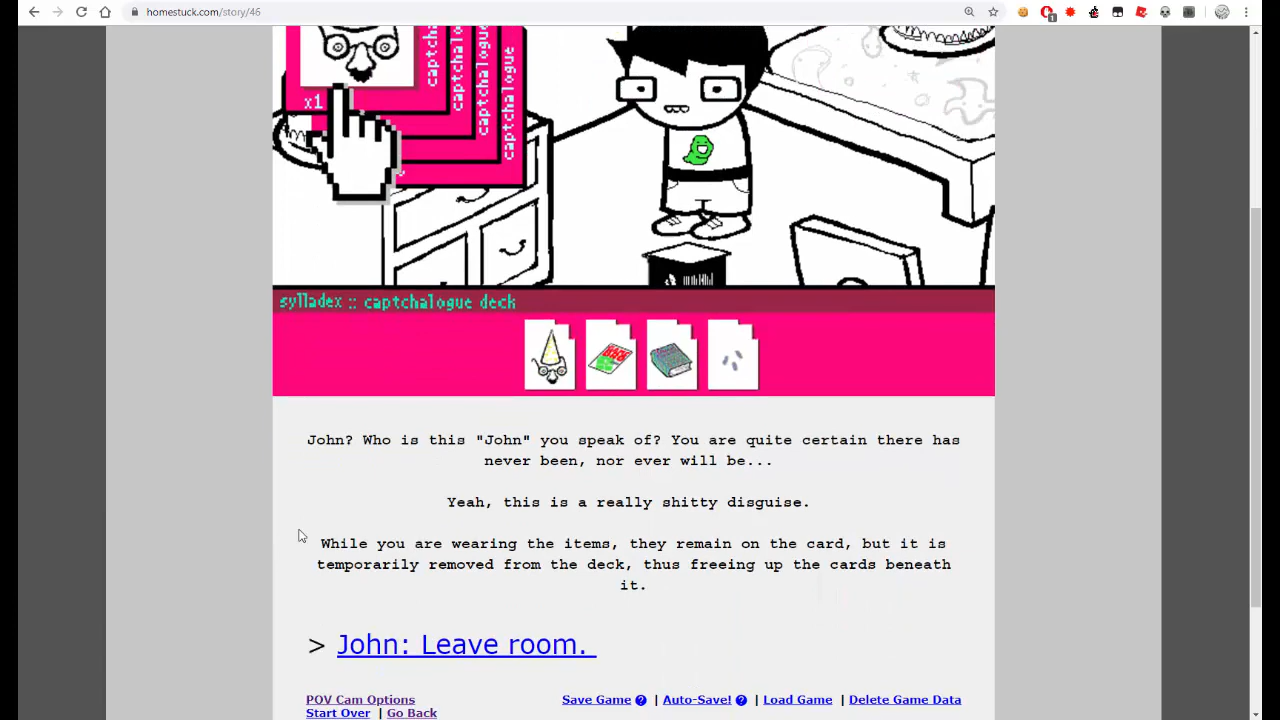 homestuck.com/story/46
1
captcha
captchalogue
captchalogue
captchalogue
x1
sylladex :: captchalogue deck
John? Who is this "John" you speak of? You are quite certain there has
never been, nor ever will be...
Yeah, this is a really shitty disguise.
While you are wearing the items, they remain on the card, but it is
temporarily removed from the deck, thus freeing up the cards beneath
it.
> John: Leave room.
POV Cam Options
Save Game ? | Auto-Save! ? | Load Game | Delete Game Data
Start Over | Go Back